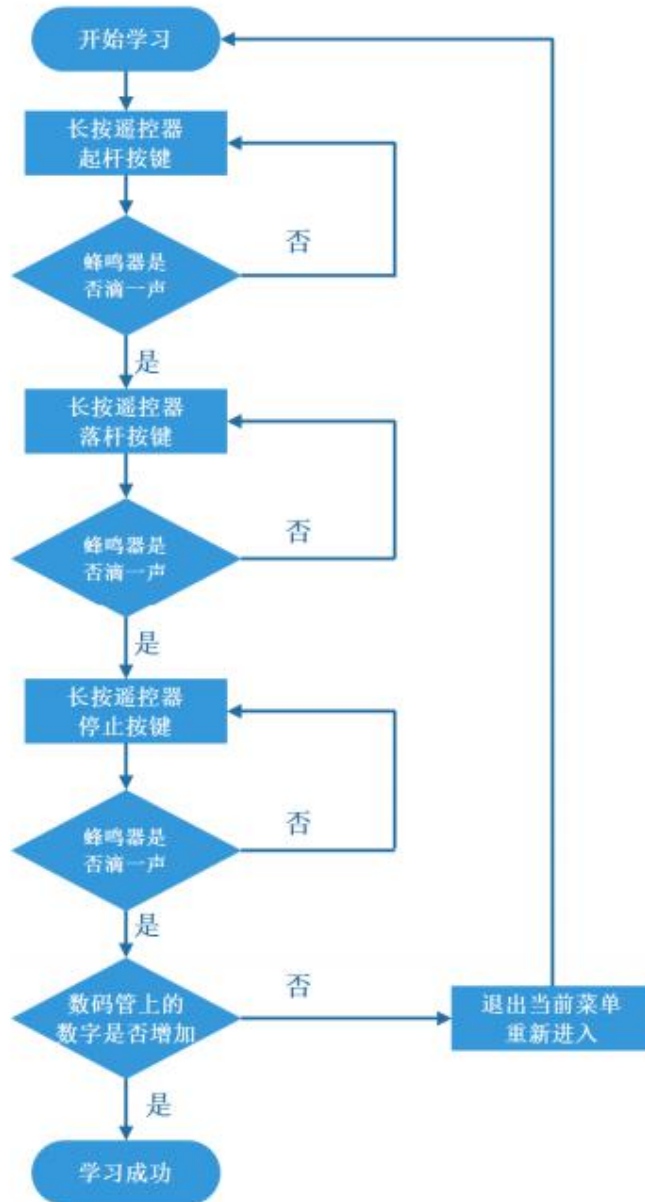 开始学习
长按遥控器
起杆按键
蜂鸣器是
否滴一声
否
是
长按遥控器
落杆按键
蜂鸣器是
否滴一声
否
是
长按遥控器
停止按键
蜂鸣器是
否滴一声
否
是
数码管上的
数字是否增加
否
退出当前菜单
重新进入
是
学习成功